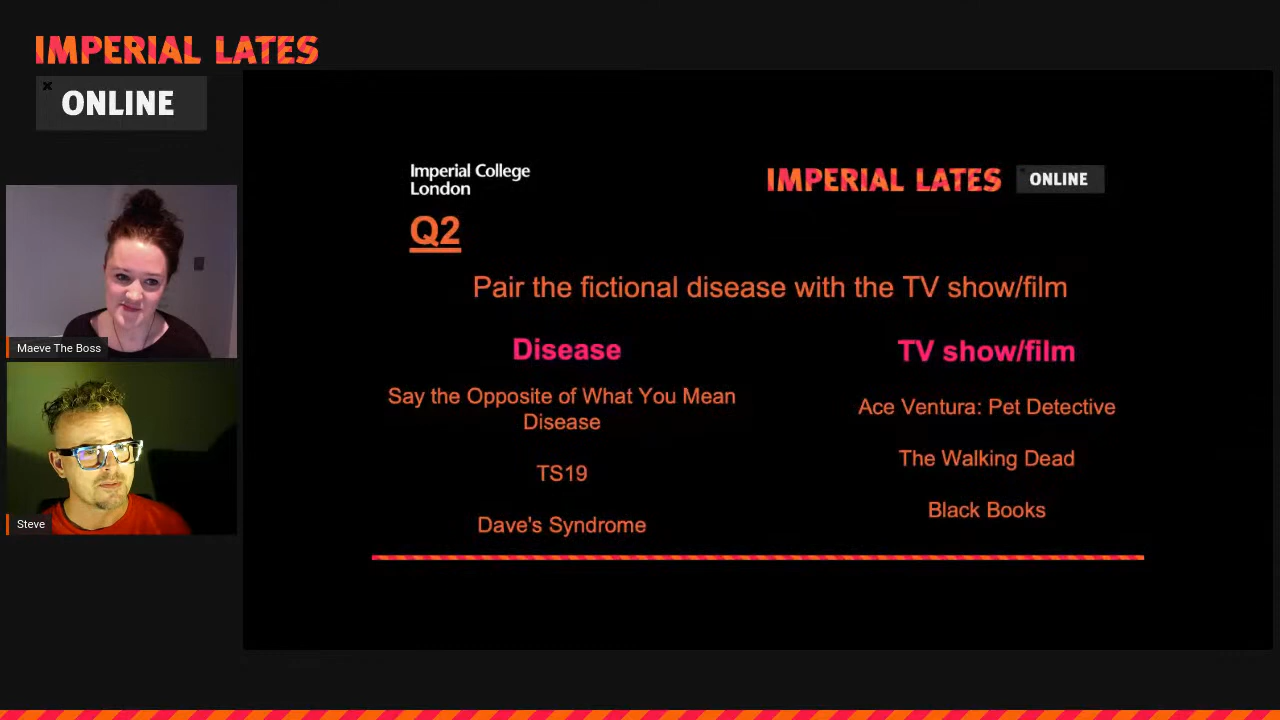 IMPERIAL LATES
ONLINE
Imperial College
London
IMPERIAL LATES ONLINE
Q2
Pair the fictional disease with the TV show/film
Disease
TV show/film
Say the Opposite of What You Mean
Disease
TS19
Dave's Syndrome
Ace Ventura: Pet Detective
The Walking Dead
Black Books
Maeve The Boss
Steve